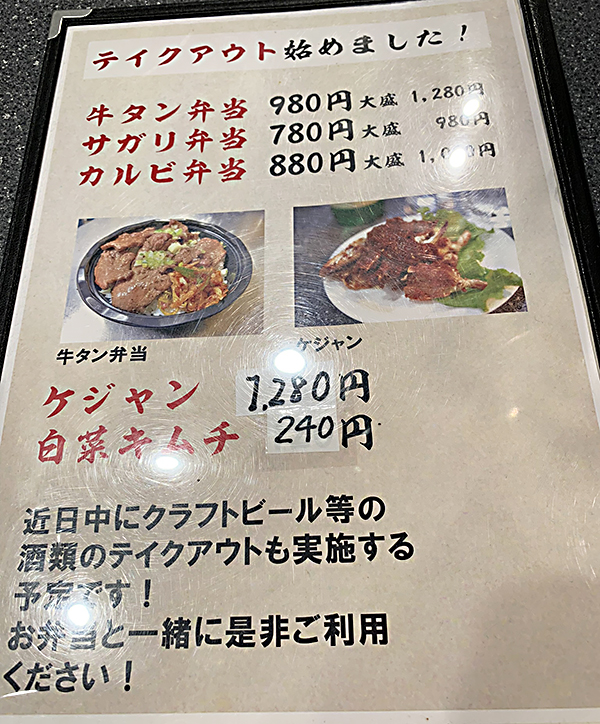 テイクアウト始めました！
牛タン弁当 980円 大盛 1,280円
サガリ弁当 780円 大盛 980円
カルビ弁当 880円 大盛
牛タン弁当
ケジャン
ケジャン 1,280円
白菜キムチ 240円
近日中にクラフトビール等の
酒類のテイクアウトも実施する
予定です！
お弁当と一緒に是非ご利用
ください！